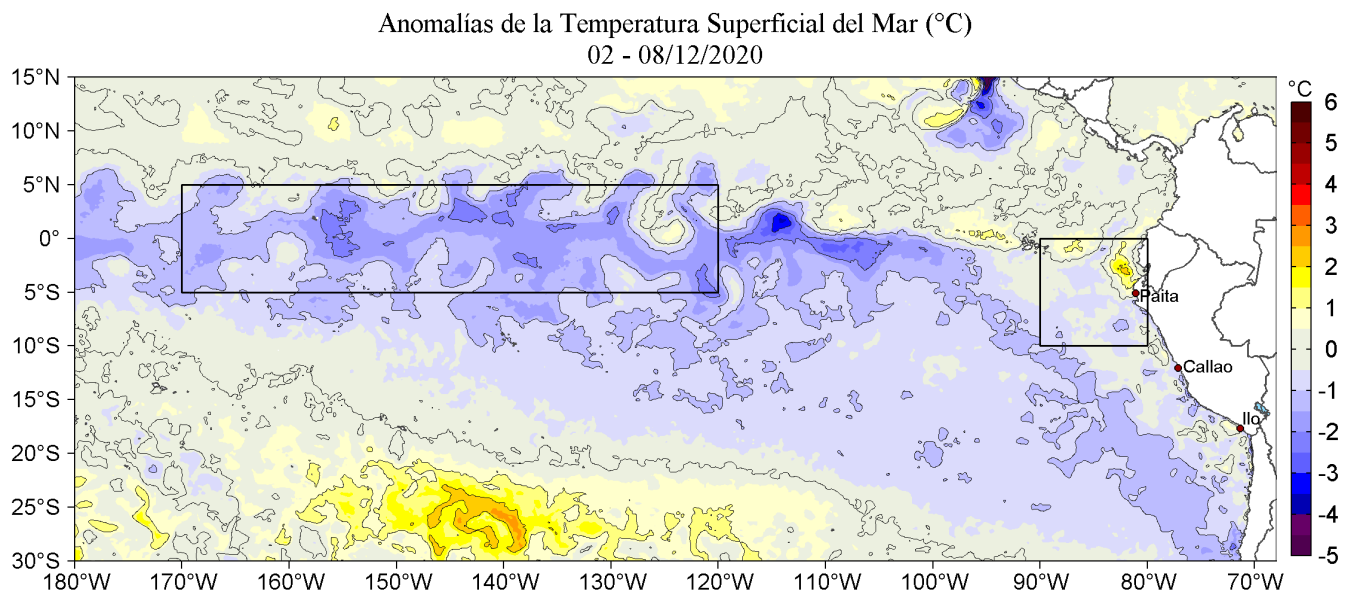 Anomalías de la Temperatura Superficial del Mar (°C)
02 - 08/12/2020
15°N
10°N
5°N
0°
5°S
10°S
15°S
20°S
25°S
30°S
180°W
170°W
160°W
150°W
140°W
130°W
120°W
110°W
100°W
90°W
80°W
70°W
Paita
Callao
Ilo
°C
6
5
4
3
2
1
0
-1
-2
-3
-4
-5